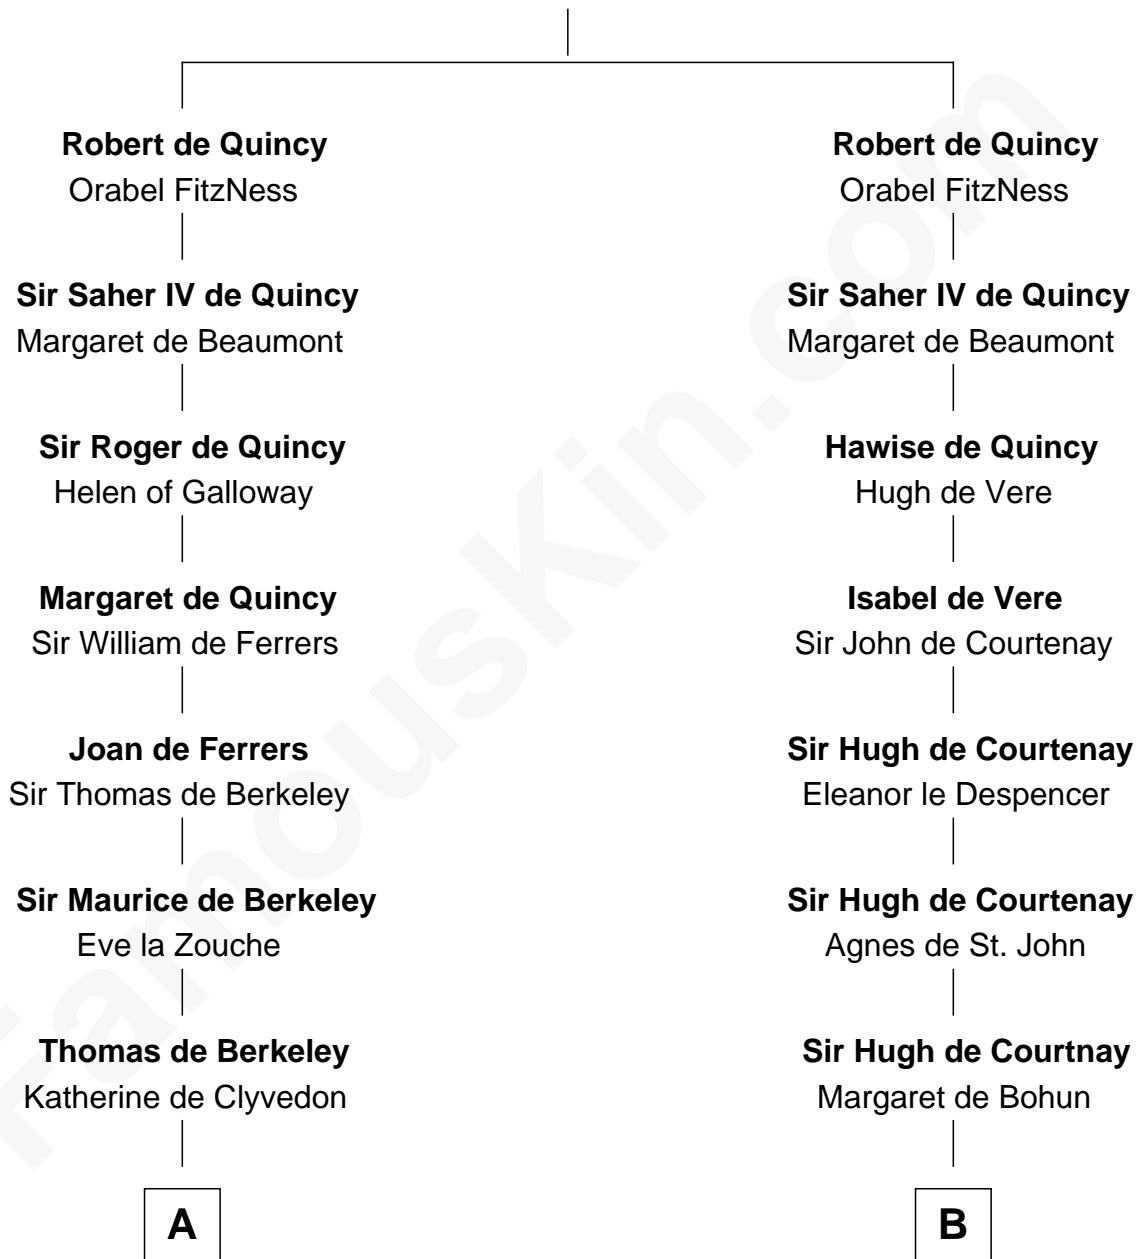 Robert de Quincy
Orabel FitzNess
Sir Saher IV de Quincy
Margaret de Beaumont
Sir Roger de Quincy
Helen of Galloway
Margaret de Quincy
Sir William de Ferrers
Joan de Ferrers
Sir Thomas de Berkeley
Sir Maurice de Berkeley
Eve la Zouche
Thomas de Berkeley
Katherine de Clyvedon
A
Robert de Quincy
Orabel FitzNess
Sir Saher IV de Quincy
Margaret de Beaumont
Hawise de Quincy
Hugh de Vere
Isabel de Vere
Sir John de Courtenay
Sir Hugh de Courtenay
Eleanor le Despencer
Sir Hugh de Courtenay
Agnes de St. John
Sir Hugh de Courtnay
Margaret de Bohun
B
FamousKin.com